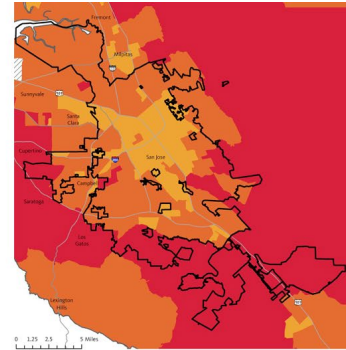 Fremont
Milpitas
Sunnyvale
Santa
Clara
Cupertino
San Jose
Campbell
Saratoga
Los
Gatos
Lexington
Hills
0 1.25 2.5 5 Miles